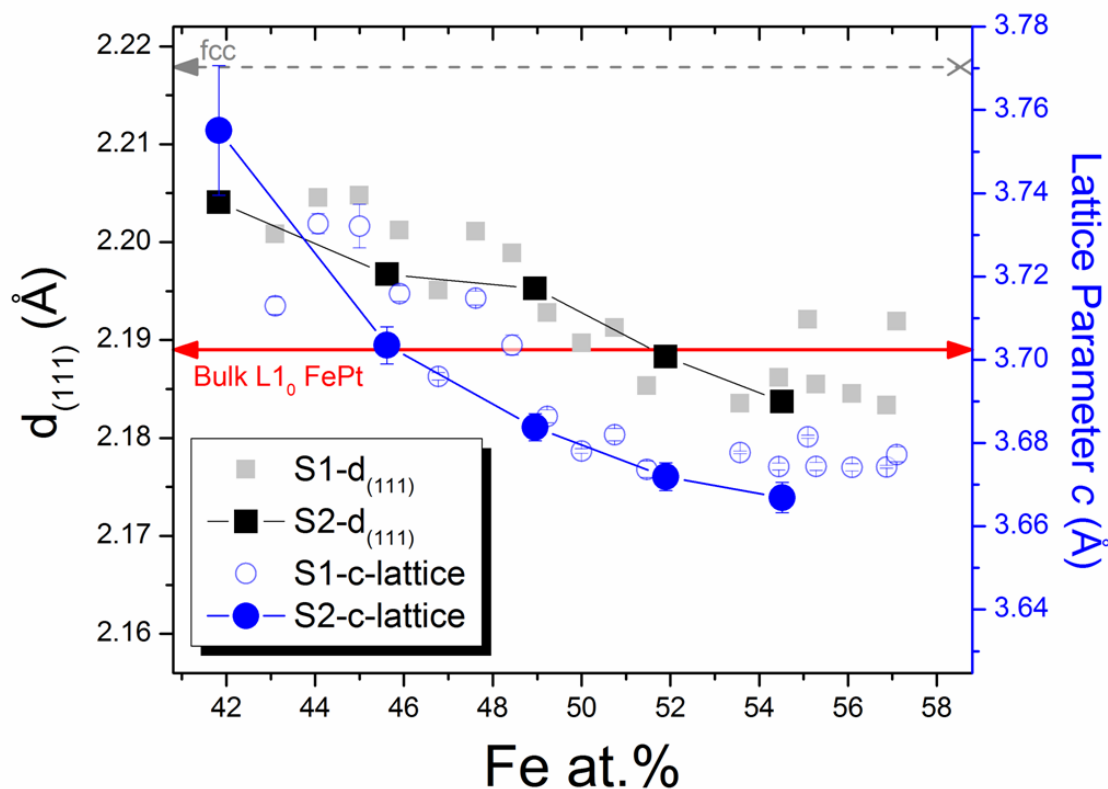 2.22
2.21
2.20
2.19
2.18
2.17
2.16
d(111) (Å)
fcc
Bulk L10 FePt
S1-d(111)
S2-d(111)
S1-c-lattice
S2-c-lattice
3.78
3.76
3.74
3.72
3.70
3.68
3.66
3.64
Lattice Parameter c (Å)
42 44 46 48 50 52 54 56 58
Fe at.%